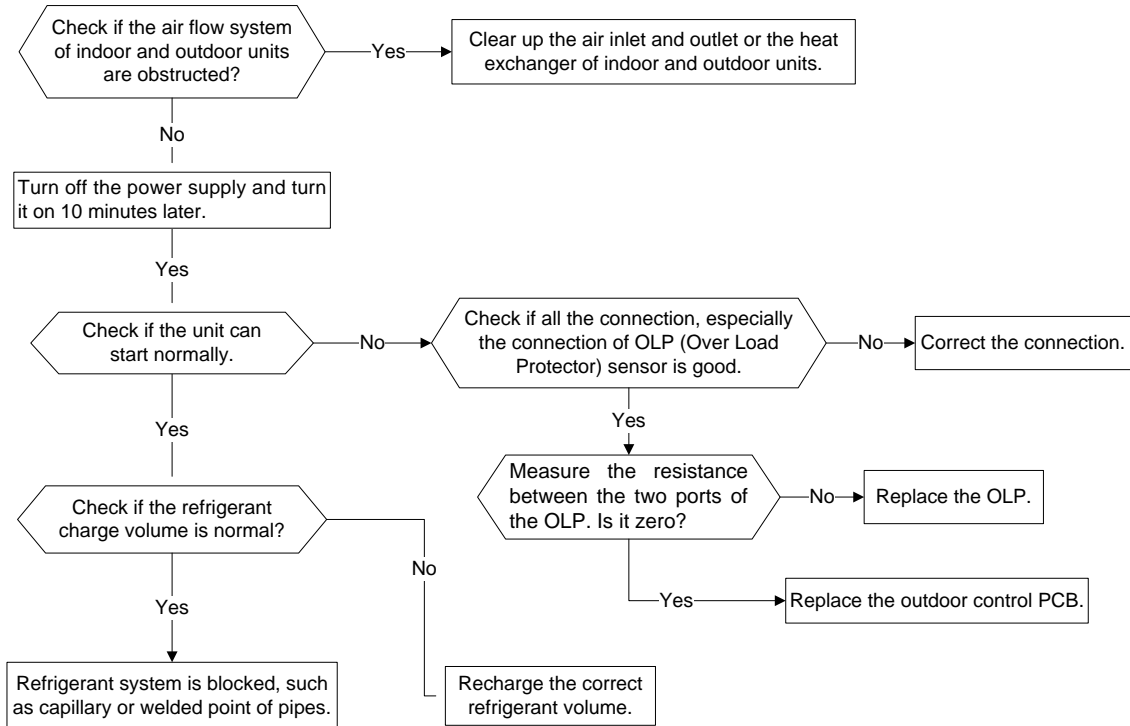 Check if the air flow system
of indoor and outdoor units
are obstructed?
Yes
Clear up the air inlet and outlet or the heat
exchanger of indoor and outdoor units.
No
Turn off the power supply and turn
it on 10 minutes later.
Yes
Check if the unit can
start normally.
No
Check if all the connection, especially
the connection of OLP (Over Load
Protector) sensor is good.
No
Correct the connection.
Yes
Yes
Measure the resistance
between the two ports of
the OLP. Is it zero?
No
Replace the OLP.
Check if the refrigerant
charge volume is normal?
No
Yes
Yes
Replace the outdoor control PCB.
Refrigerant system is blocked, such
as capillary or welded point of pipes.
Recharge the correct
refrigerant volume.